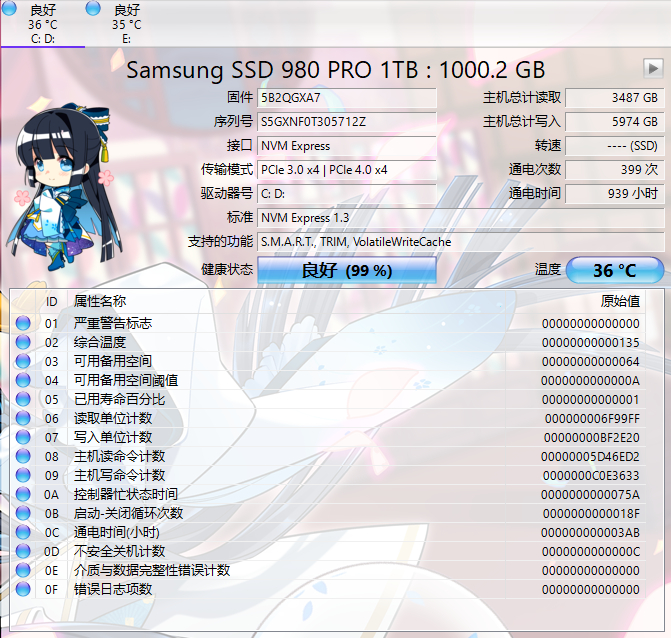 良好 良好
36 °C 35 °C
C: D: E:
Samsung SSD 980 PRO 1TB : 1000.2 GB
固件 5B2QGXA7 主机总计读取 3487 GB
序列号 S5GXNF0T305712Z 主机总计写入 5974 GB
接口 NVM Express 转速 ---- (SSD)
传输模式 PCIe 3.0 x4 | PCIe 4.0 x4 通电次数 399 次
驱动器号 C: D: 通电时间 939 小时
标准 NVM Express 1.3
支持的功能 S.M.A.R.T., TRIM, VolatileWriteCache
健康状态 良好 (99 %) 温度 36 °C
ID 属性名称 原始值
01 严重警告标志 00000000000000
02 综合温度 00000000000135
03 可用备用空间 00000000000064
04 可用备用空间阈值 0000000000000A
05 已用寿命百分比 00000000000001
06 读取单位计数 000000006F99FF
07 写入单位计数 00000000BF2E20
08 主机读命令计数 00000005D46ED2
09 主机写命令计数 0000000C0E3633
0A 控制器忙状态时间 0000000000075A
0B 启动-关闭循环次数 0000000000018F
0C 通电时间(小时) 000000000003AB
0D 不安全关机计数 0000000000000C
0E 介质与数据完整性错误计数 00000000000000
0F 错误日志项数 00000000000000